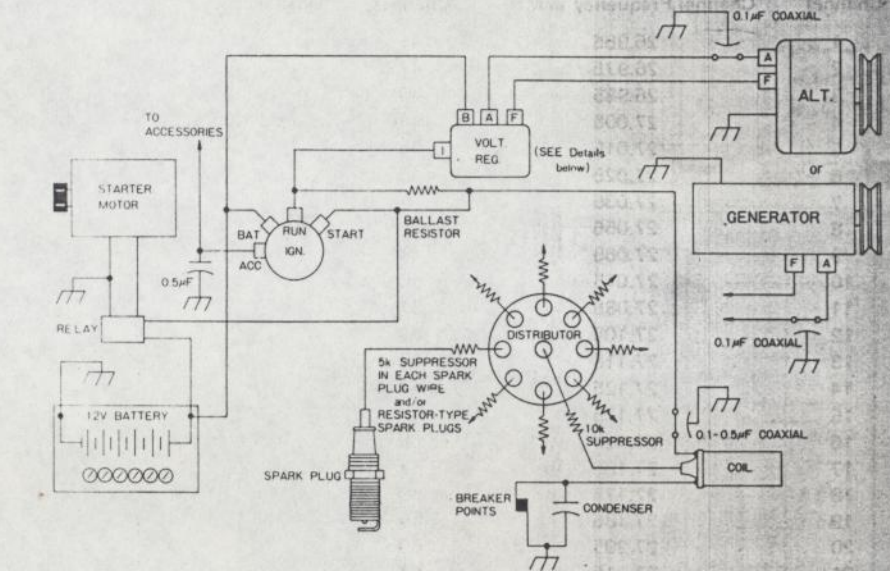 0.1µF COAXIAL
A
F
ALT.
or
B A F
VOLT.
REG.
I
(SEE Details
below)
TO
ACCESSORIES
STARTER
MOTOR
GENERATOR
F A
0.1µF COAXIAL
BALLAST
RESISTOR
BAT
RUN
START
IGN.
ACC
0.5µF
RELAY
12V BATTERY
DISTRIBUTOR
5k SUPPRESSOR
IN EACH SPARK
PLUG WIRE
and/or
RESISTOR-TYPE
SPARK PLUGS
10k
SUPPRESSOR
0.1-0.5µF COAXIAL
COIL
SPARK PLUG
BREAKER
POINTS
CONDENSER